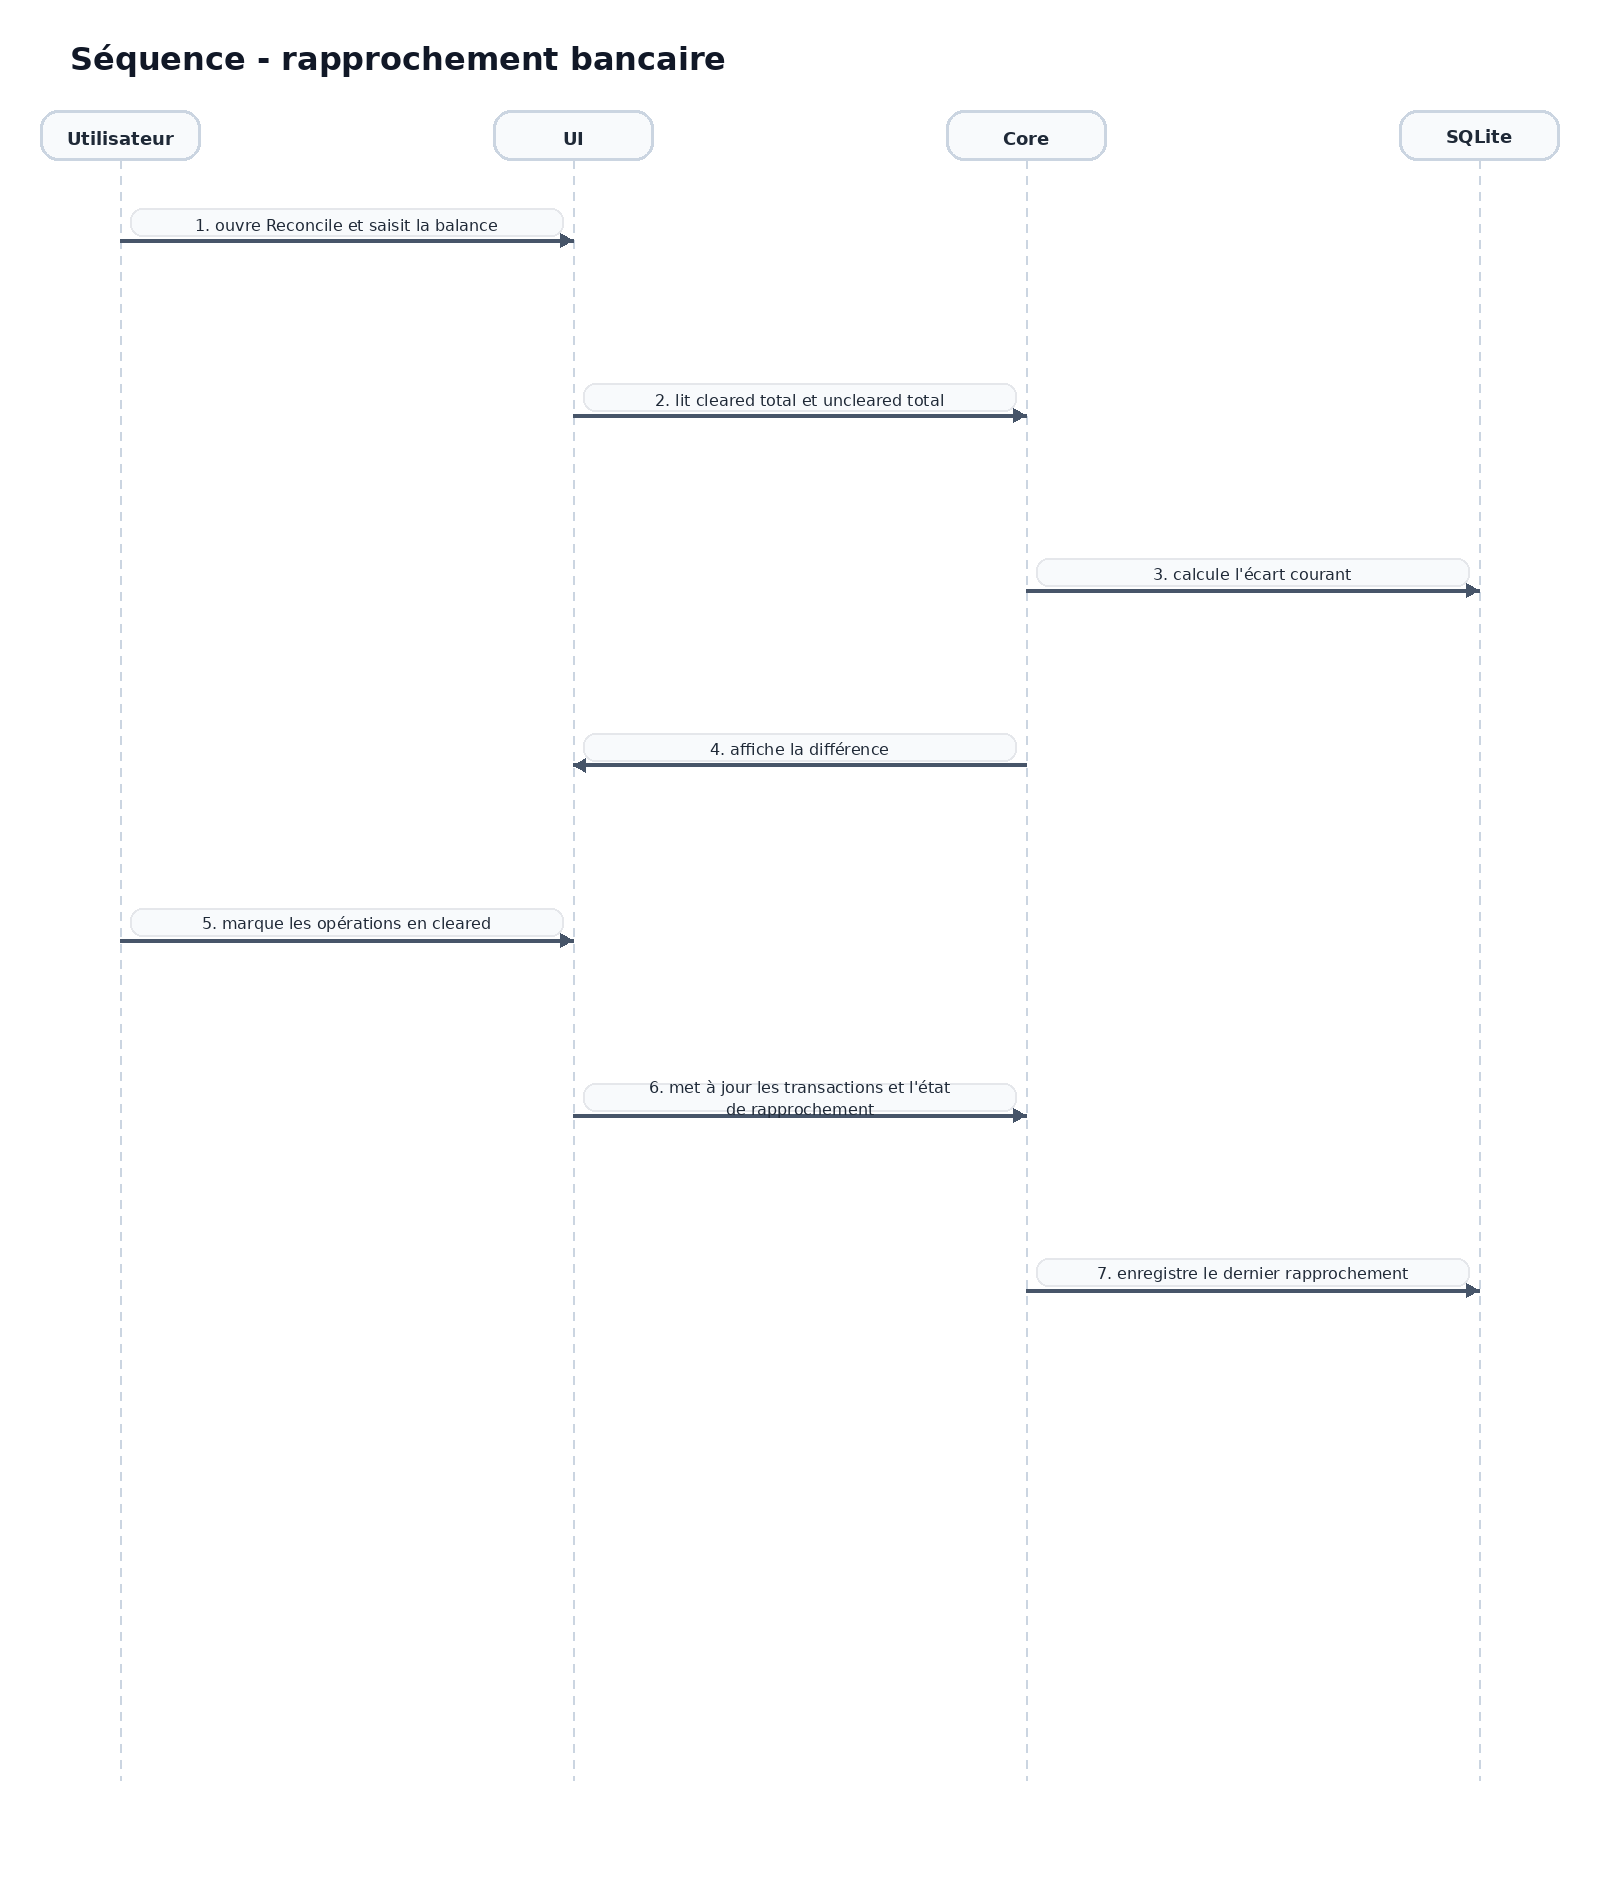 Séquence - rapprochement bancaire
Utilisateur
UI
Core
SQLite
1. ouvre Reconcile et saisit la balance
2. lit cleared total et uncleared total
3. calcule l'écart courant
4. affiche la différence
5. marque les opérations en cleared
6. met à jour les transactions et l'état
de rapprochement
7. enregistre le dernier rapprochement